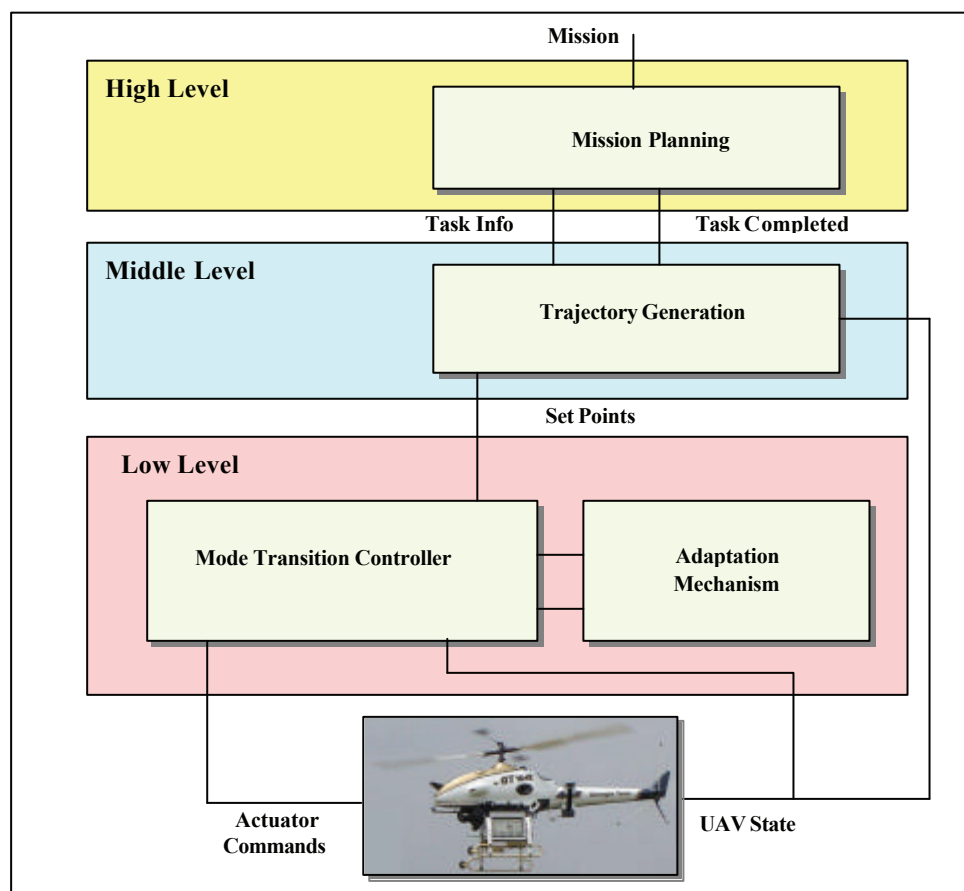 Mission
High Level
Mission Planning
Task Info
Task Completed
Middle Level
Trajectory Generation
Set Points
Low Level
Mode Transition Controller
Adaptation
Mechanism
Actuator
Commands
UAV State